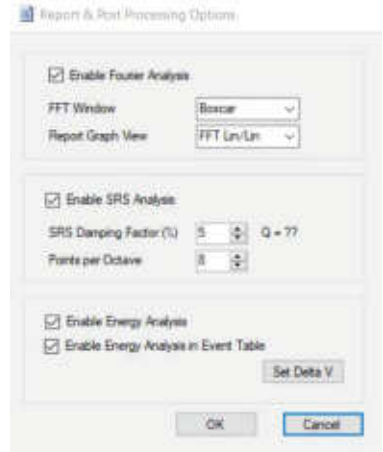 Report & Post Processing Options
Enable Fourier Analysis
FFT Window Boxcar
Report Graph View FFT Lin/Lin
Enable SRS Analysis
SRS Damping Factor (%) 5 Q = ??
Points per Octave 8
Enable Energy Analysis
Enable Energy Analysis in Event Table
Set Delta V
OK Cancel